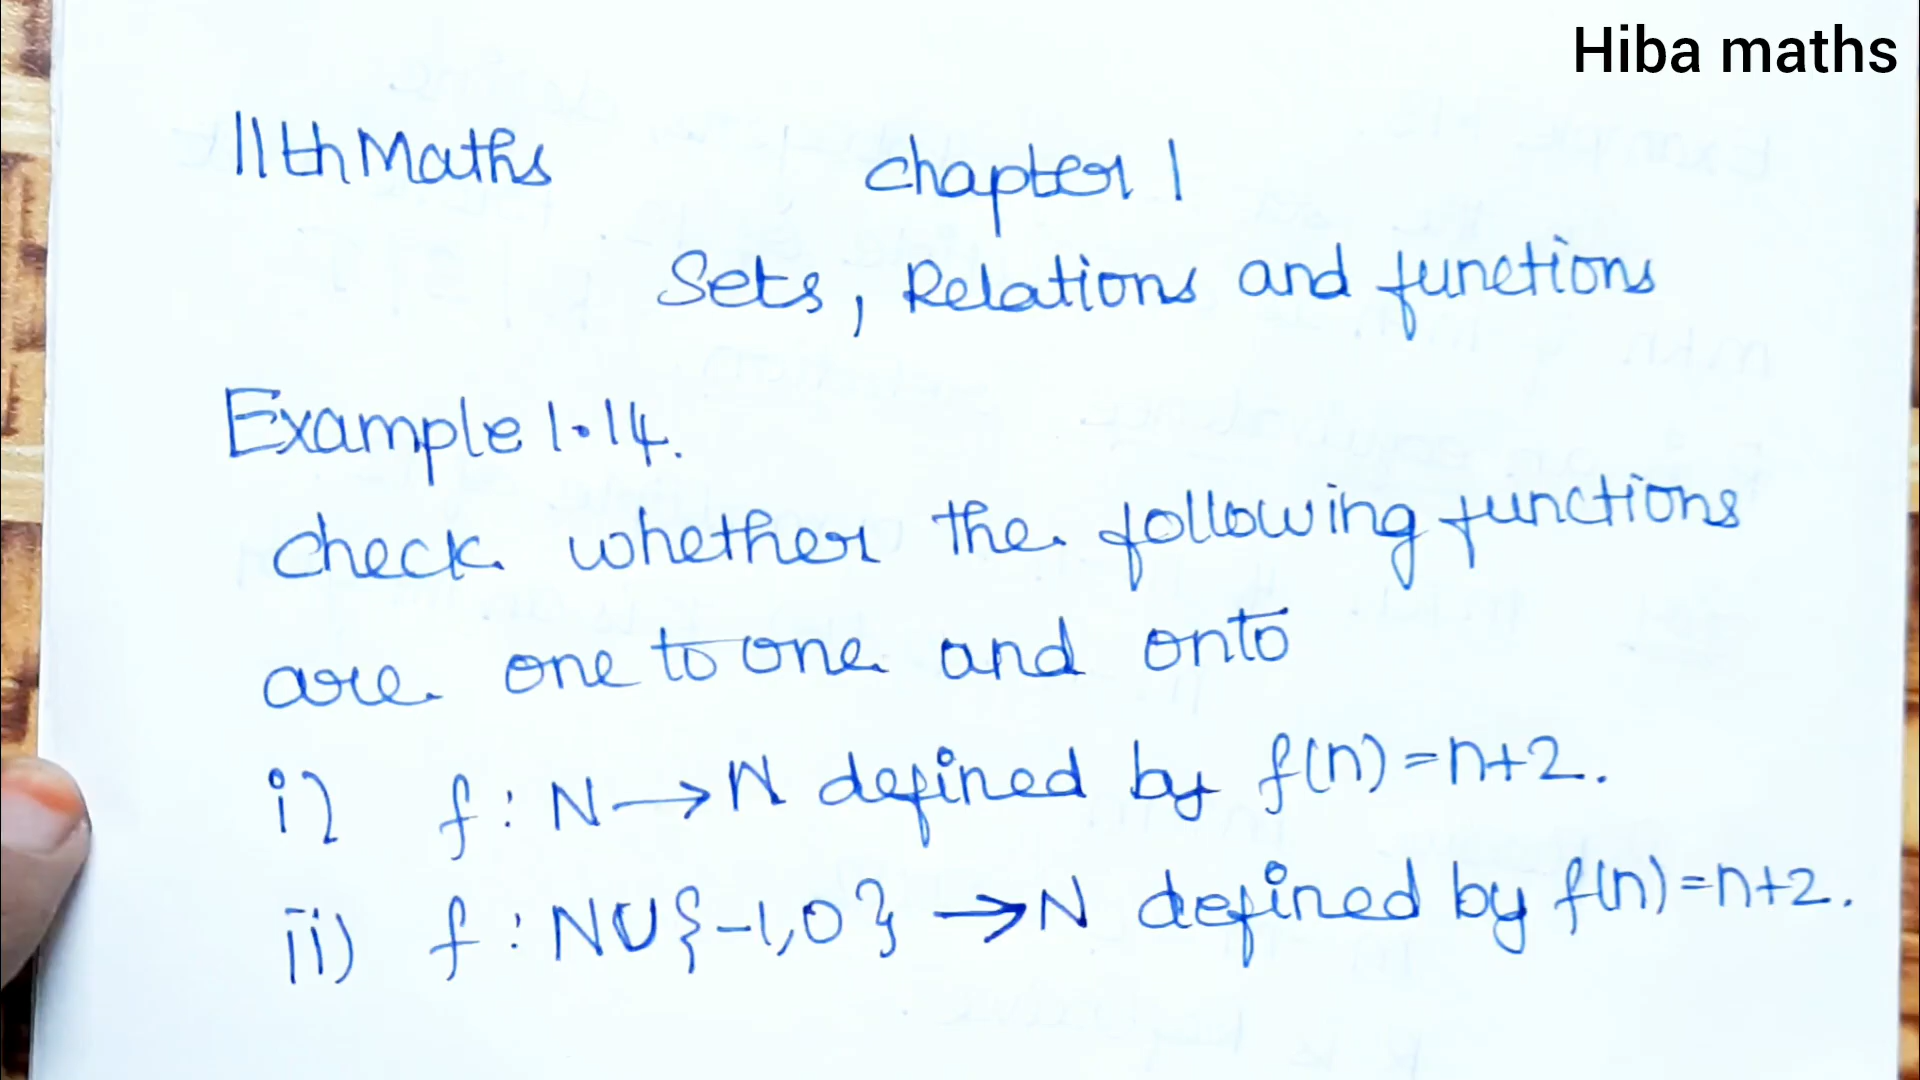 Hiba maths
11th Maths chapter 1
Sets, Relations and functions
Example 1.14.
check whether the following functions
are one to one and onto
i) f : N → N defined by f(n) = n+2.
ii) f : N∪{-1,0} → N defined by f(n) = n+2.